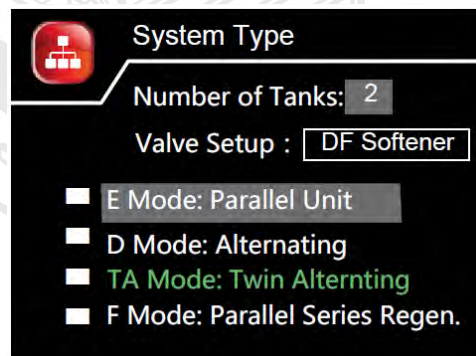 System Type
Number of Tanks: 2
Valve Setup : DF Softener
E Mode: Parallel Unit
D Mode: Alternating
TA Mode: Twin Alternting
F Mode: Parallel Series Regen.